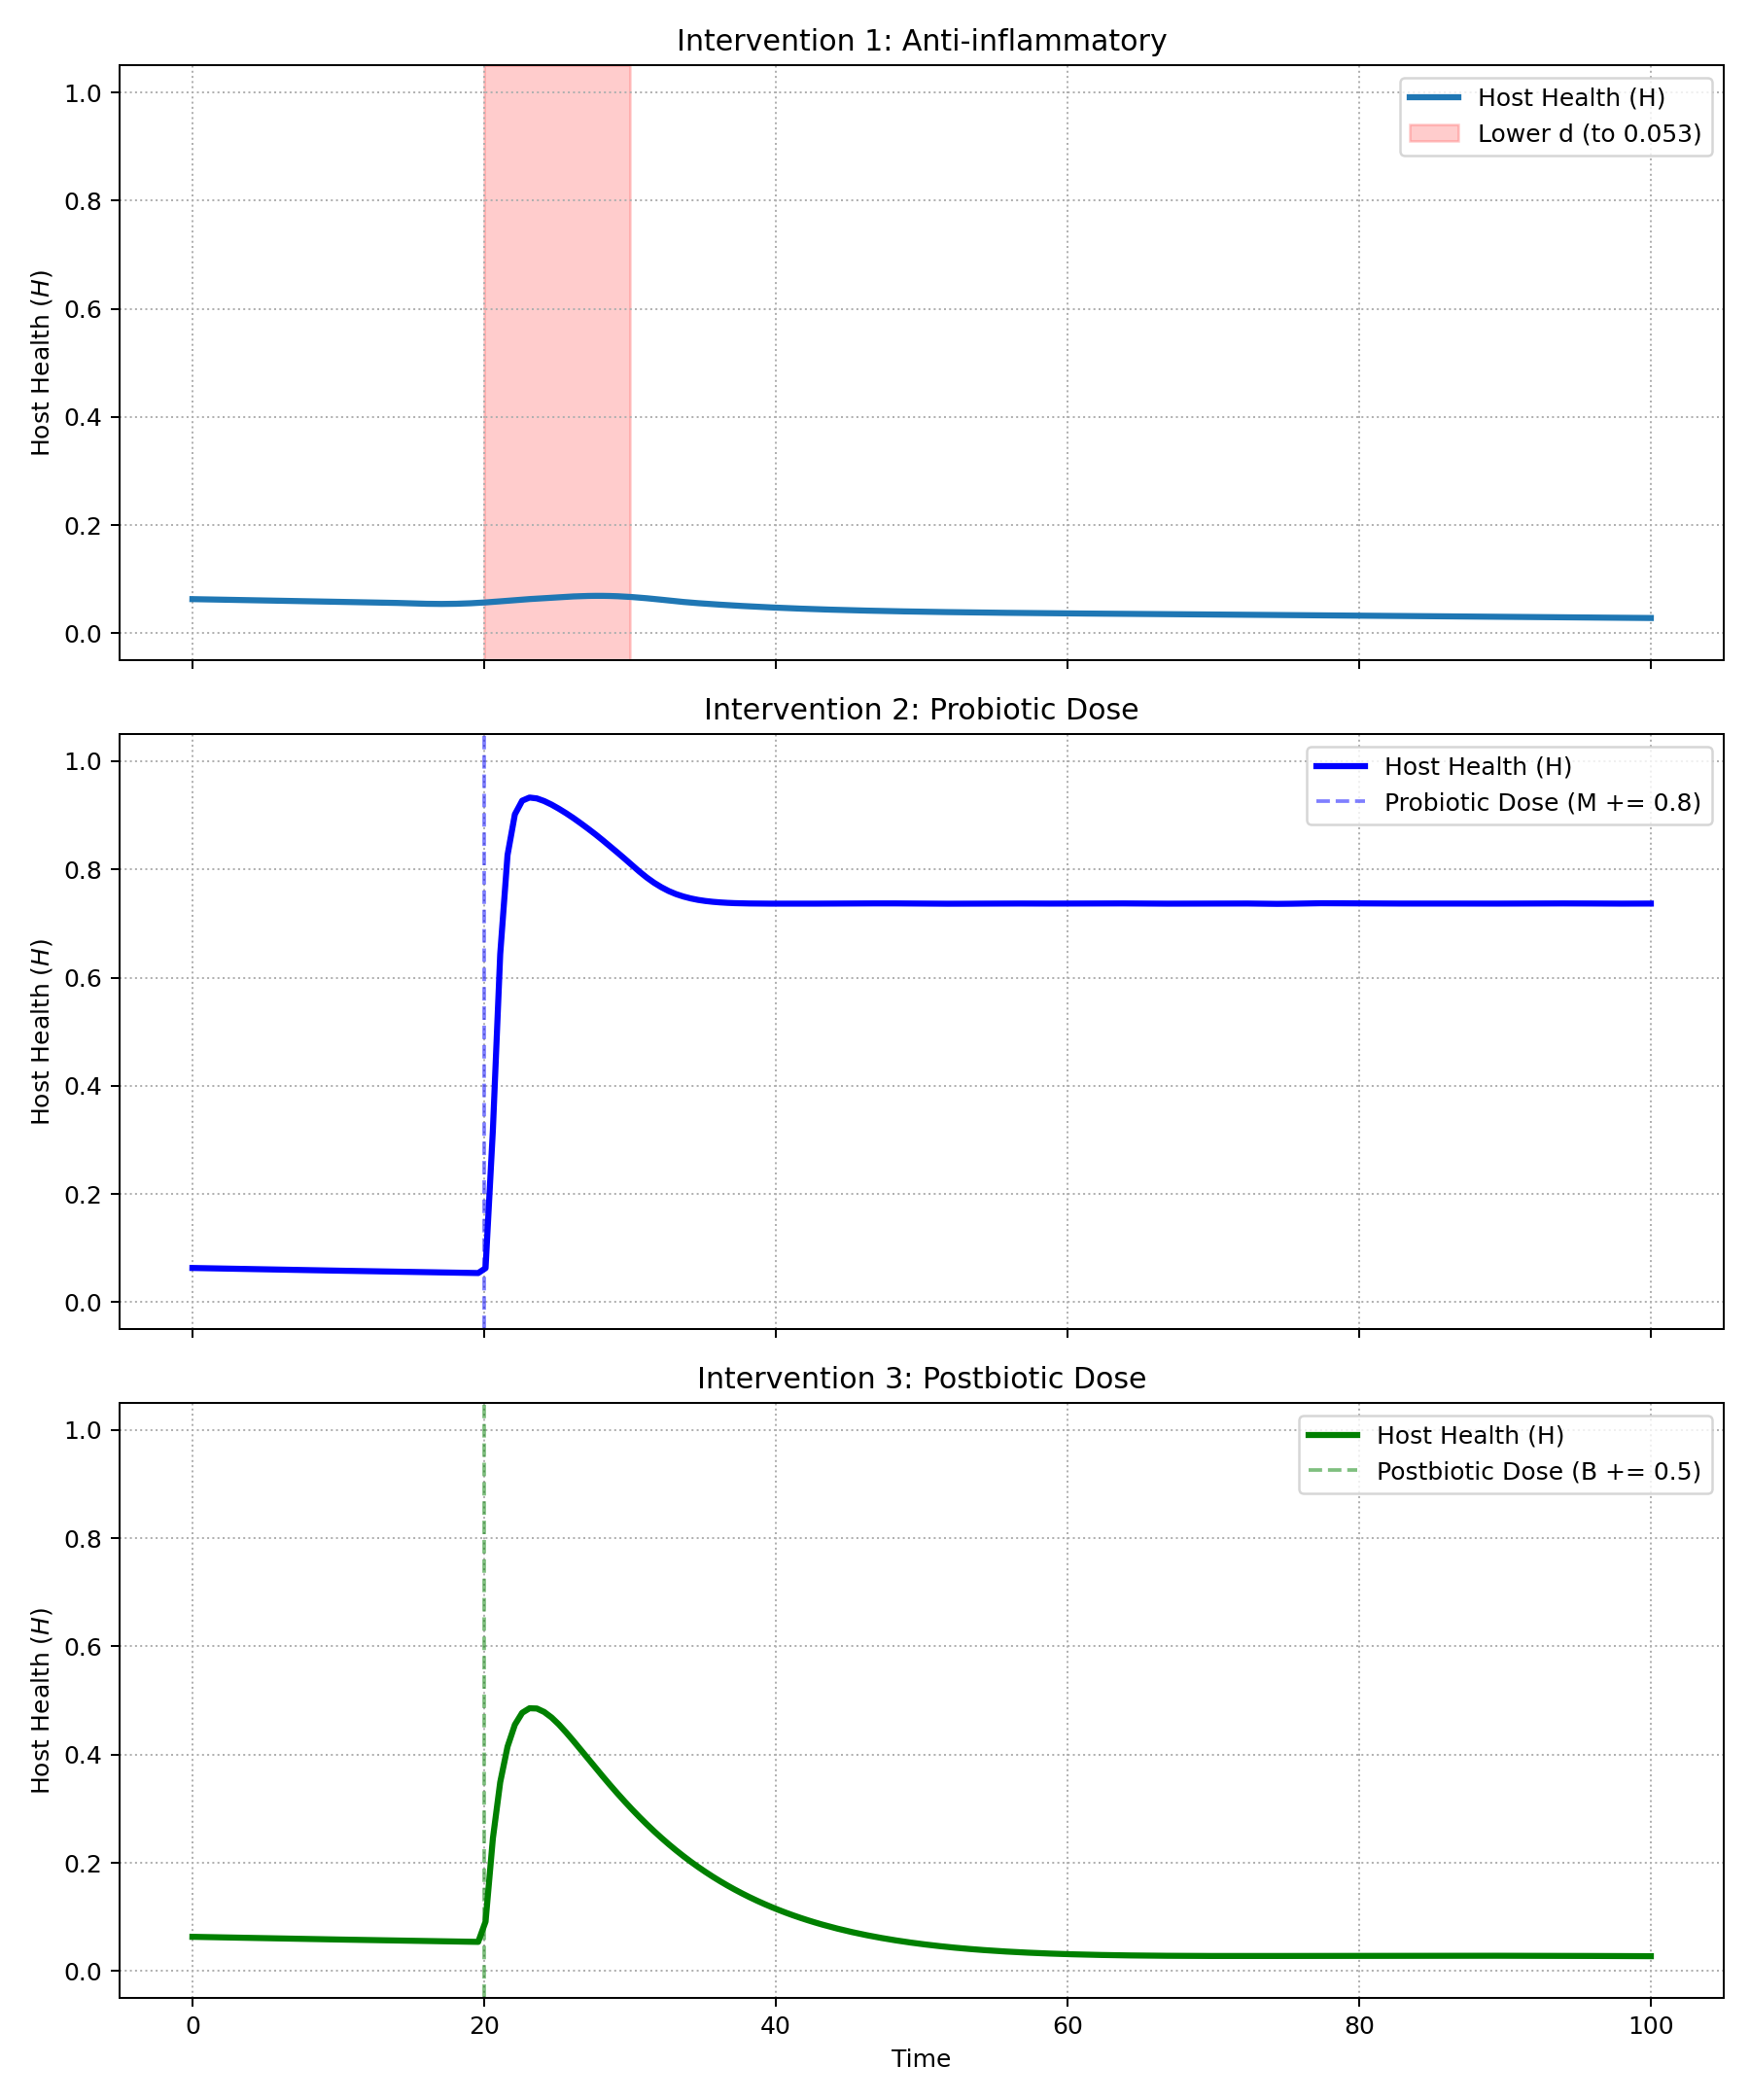 Intervention 1: Anti-inflammatory
1.0
0.8
0.6
0.4
0.2
0.0
Host Health (H)
Host Health (H)
Lower d (to 0.053)
Intervention 2: Probiotic Dose
1.0
0.8
0.6
0.4
0.2
0.0
Host Health (H)
Host Health (H)
Probiotic Dose (M += 0.8)
Intervention 3: Postbiotic Dose
1.0
0.8
0.6
0.4
0.2
0.0
Host Health (H)
Host Health (H)
Postbiotic Dose (B += 0.5)
0 20 40 60 80 100
Time